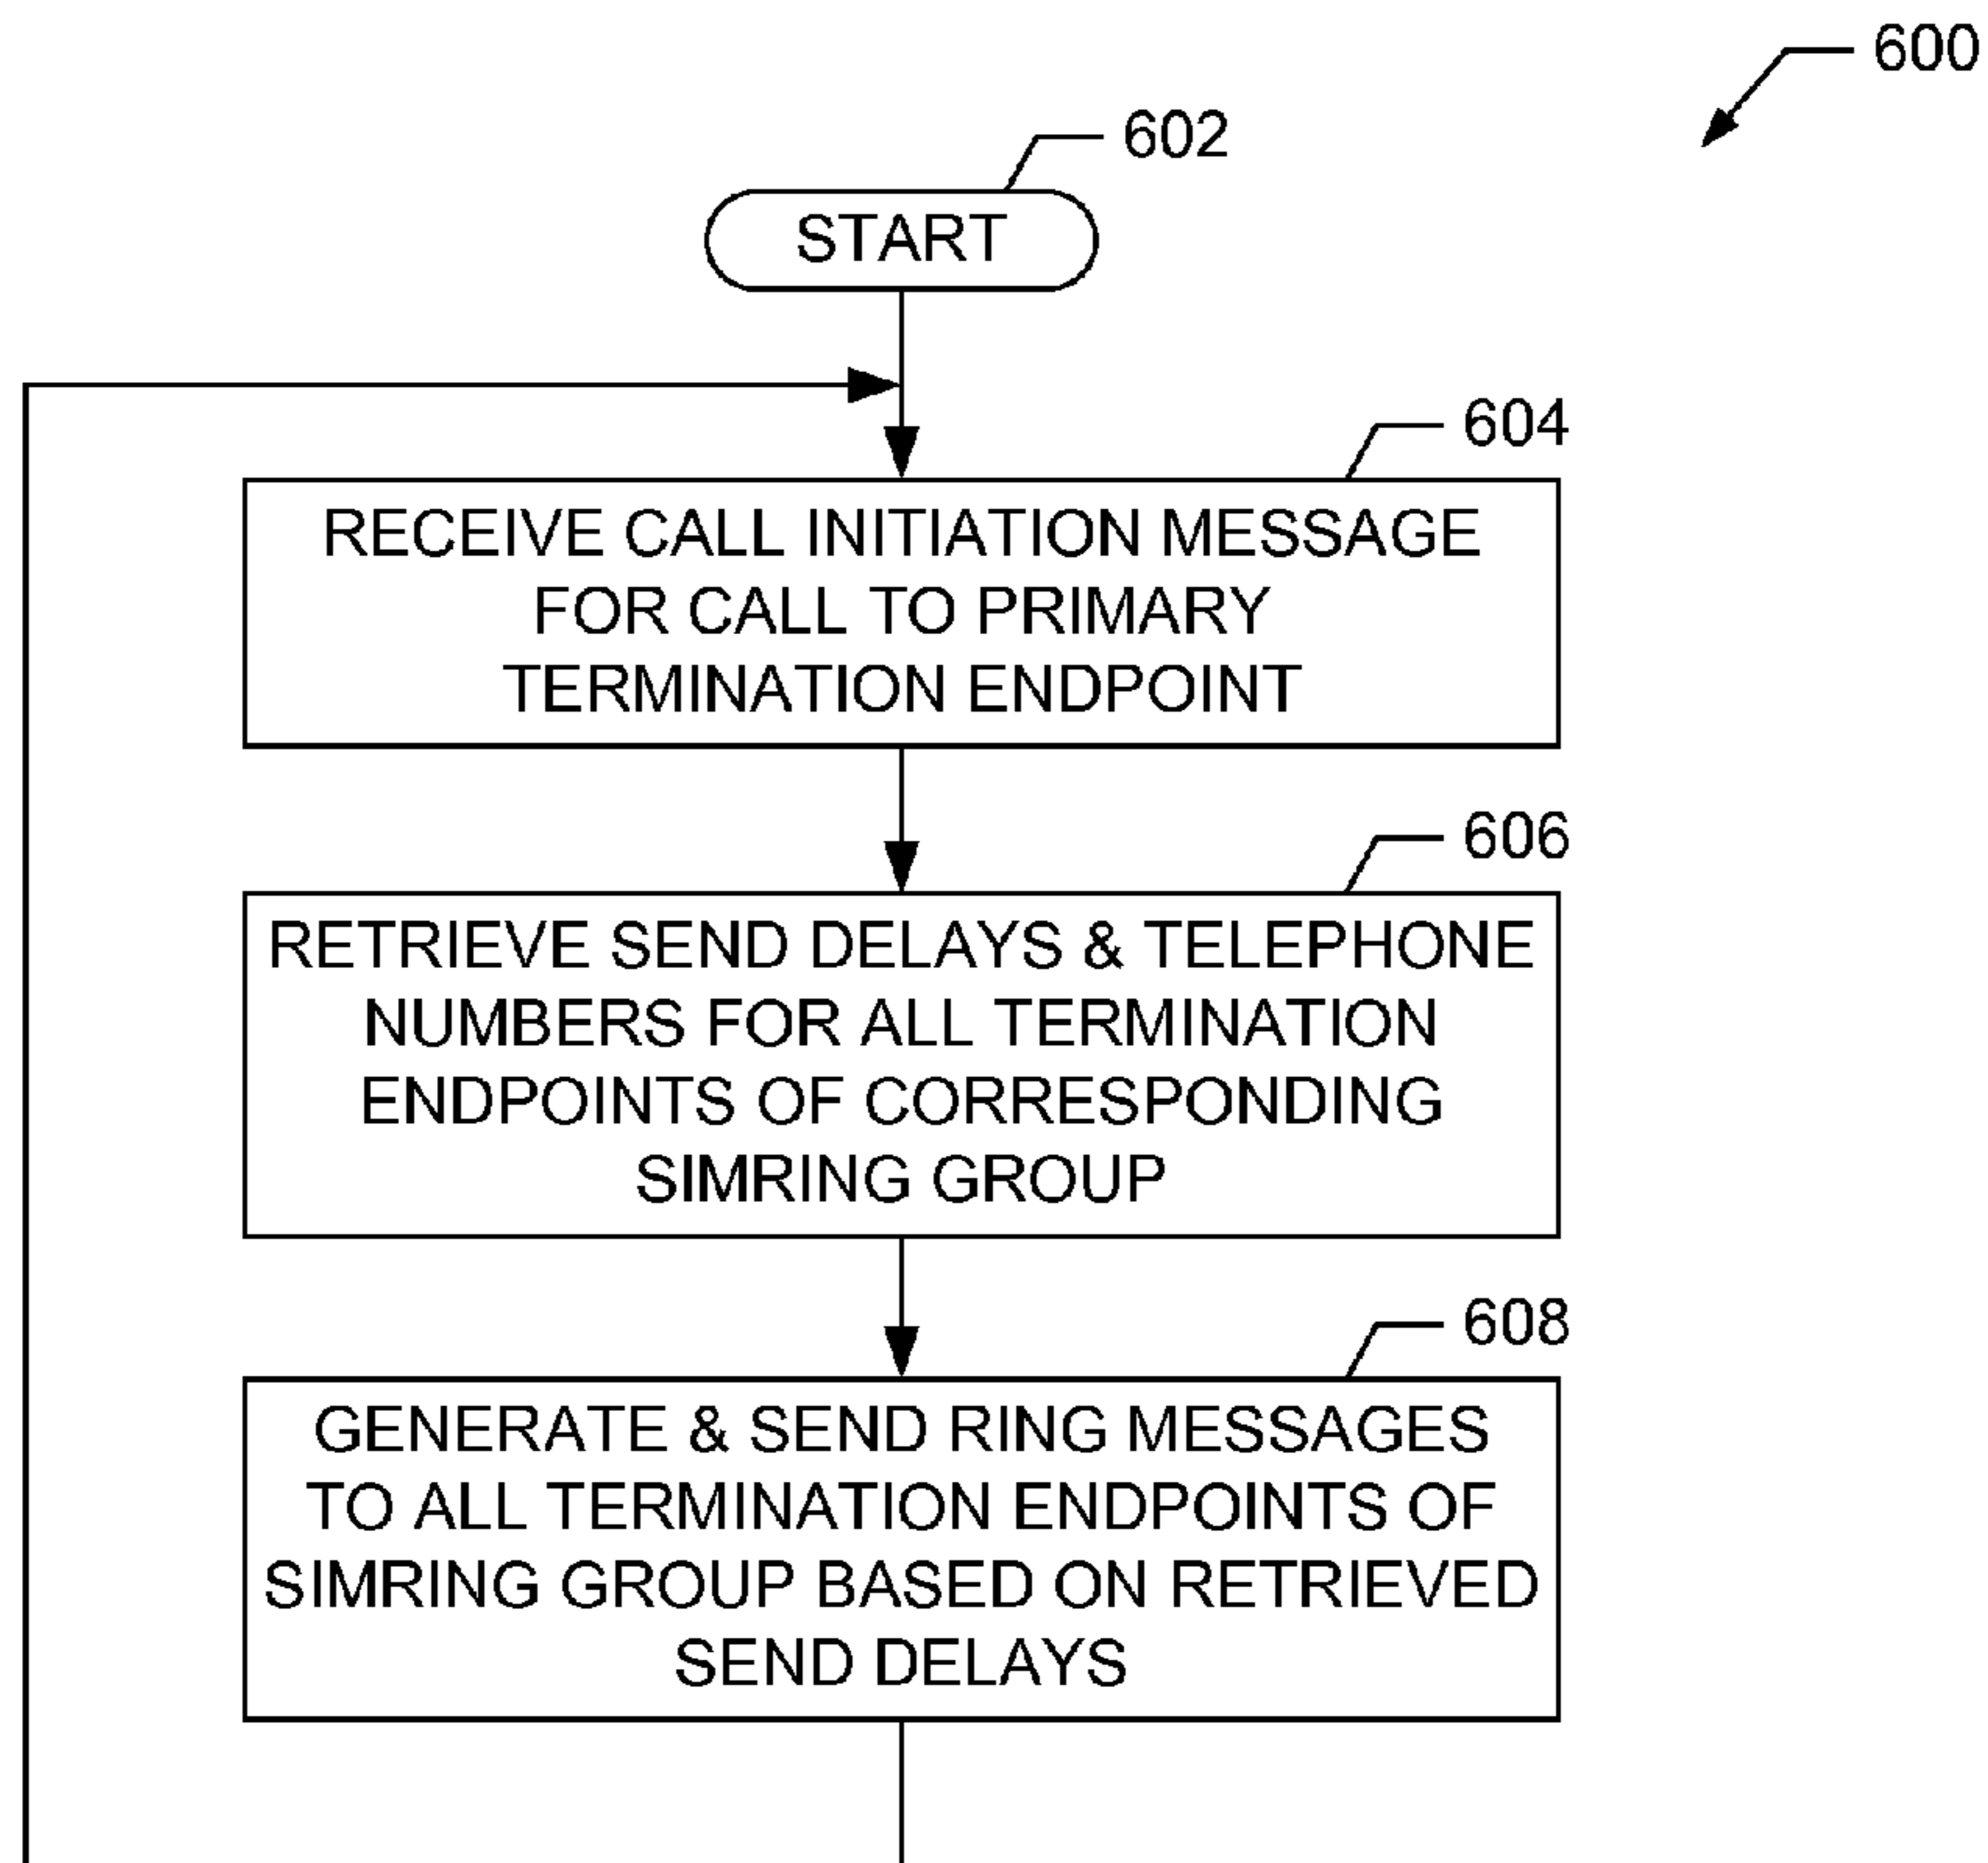 600
602
START
604
RECEIVE CALL INITIATION MESSAGE
FOR CALL TO PRIMARY
TERMINATION ENDPOINT
606
RETRIEVE SEND DELAYS & TELEPHONE
NUMBERS FOR ALL TERMINATION
ENDPOINTS OF CORRESPONDING
SIMRING GROUP
608
GENERATE & SEND RING MESSAGES
TO ALL TERMINATION ENDPOINTS OF
SIMRING GROUP BASED ON RETRIEVED
SEND DELAYS